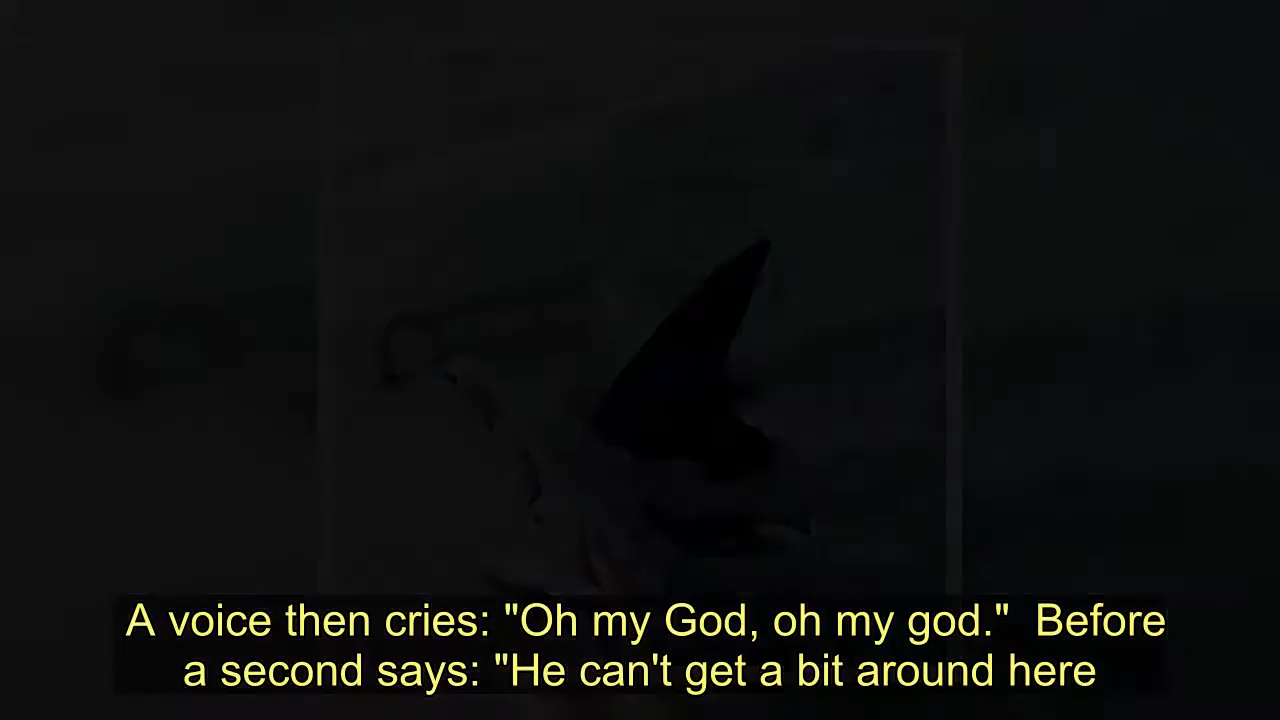 A voice then cries: "Oh my God, oh my god."  Before
a second says: "He can't get a bit around here